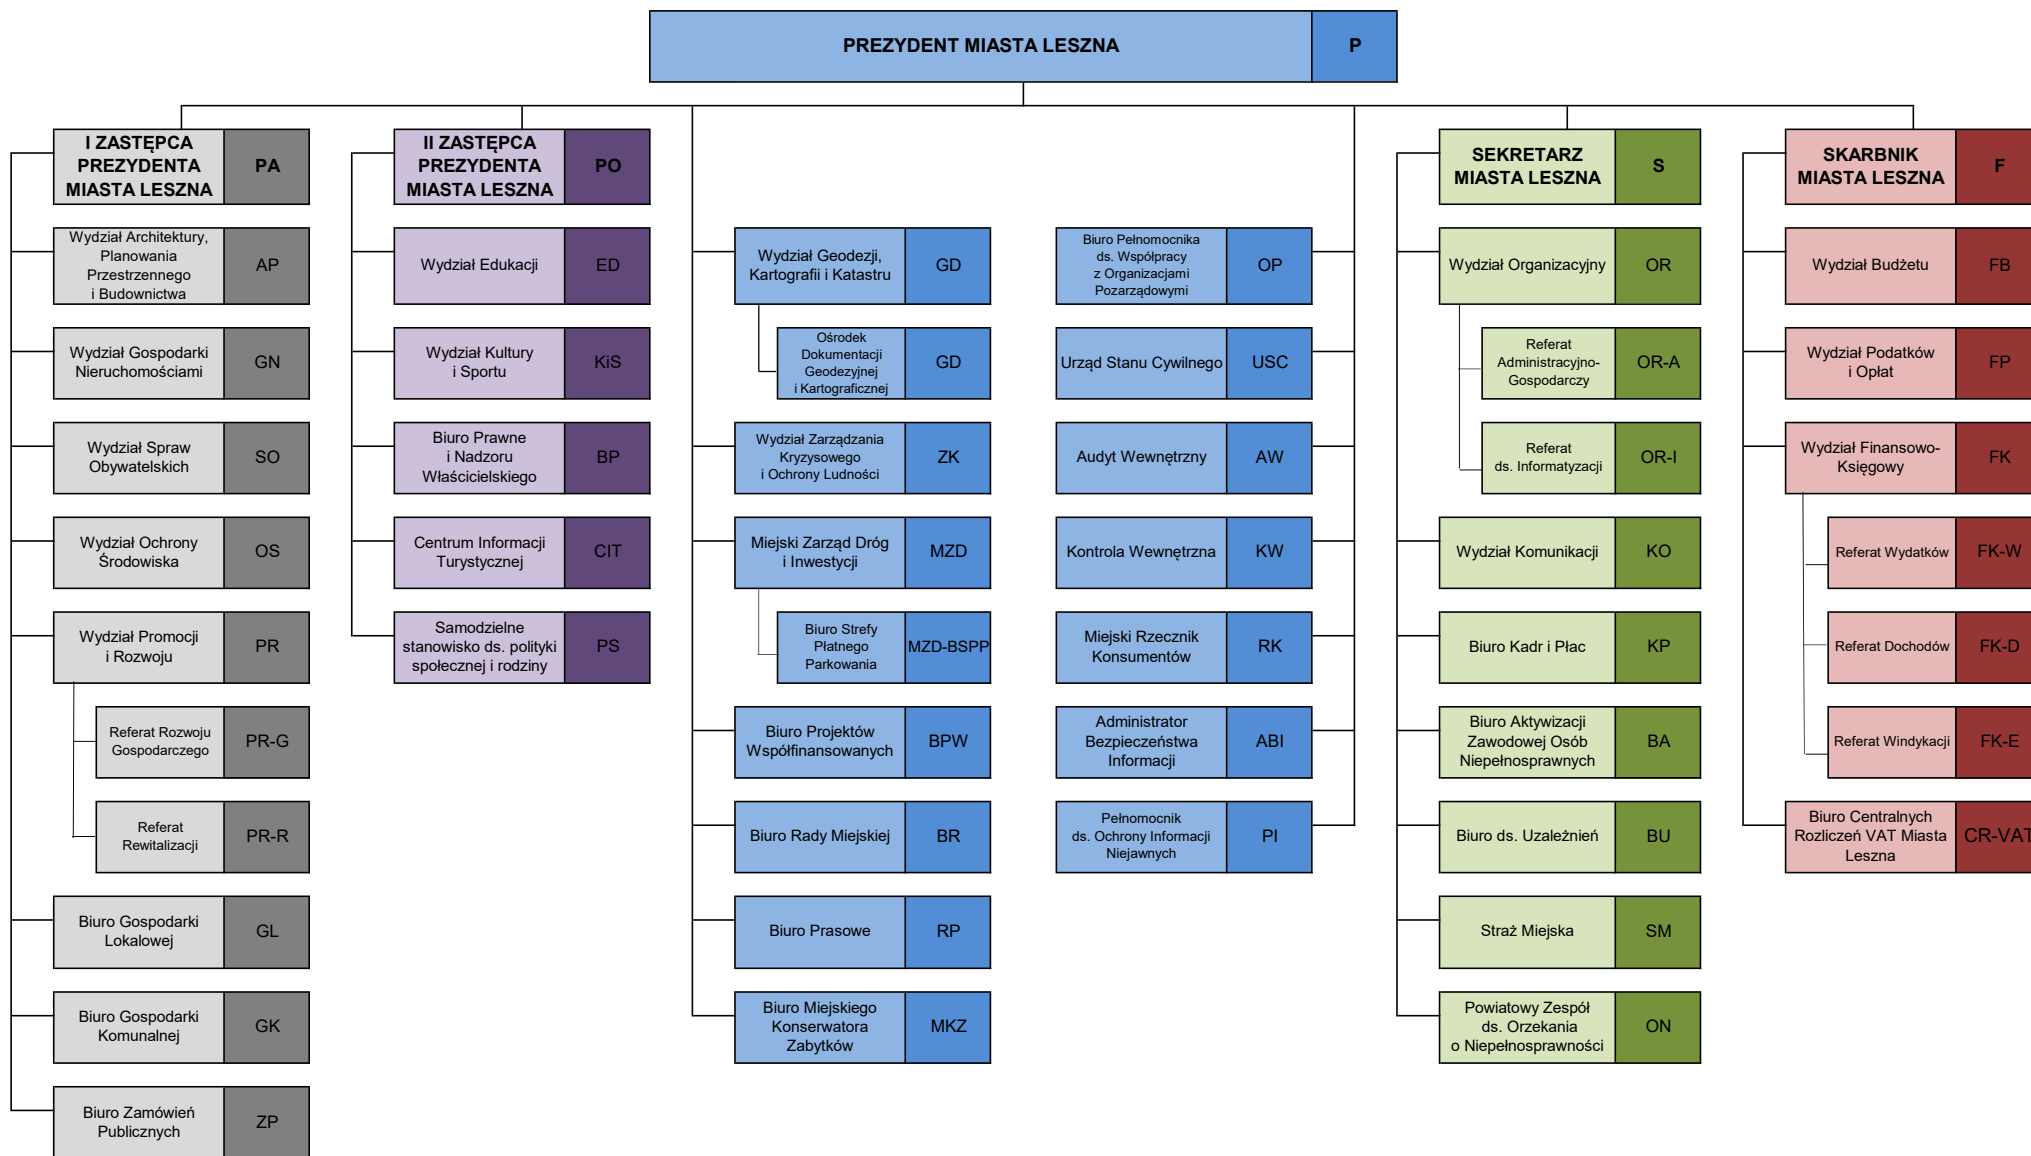 PREZYDENT MIASTA LESZNA
P
I ZASTĘPCA
PREZYDENTA
MIASTA LESZNA
PA
Wydział Architektury,
Planowania
Przestrzennego
i Budownictwa
AP
Wydział Gospodarki
Nieruchomościami
GN
Wydział Spraw
Obywatelskich
SO
Wydział Ochrony
Środowiska
OS
Wydział Promocji
i Rozwoju
PR
Referat Rozwoju
Gospodarczego
PR-G
Referat
Rewitalizacji
PR-R
Biuro Gospodarki
Lokalowej
GL
Biuro Gospodarki
Komunalnej
GK
Biuro Zamówień
Publicznych
ZP
II ZASTĘPCA
PREZYDENTA
MIASTA LESZNA
PO
Wydział Edukacji
ED
Wydział Kultury
i Sportu
KiS
Biuro Prawne
i Nadzoru
Właścicielskiego
BP
Centrum Informacji
Turystycznej
CIT
Samodzielne
stanowisko ds. polityki
społecznej i rodziny
PS
Wydział Geodezji,
Kartografii i Katastru
GD
Ośrodek
Dokumentacji
Geodezyjnej
i Kartograficznej
GD
Wydział Zarządzania
Kryzysowego
i Ochrony Ludności
ZK
Miejski Zarząd Dróg
i Inwestycji
MZD
Biuro Strefy
Płatnego
Parkowania
MZD-BSPP
Biuro Projektów
Współfinansowanych
BPW
Biuro Rady Miejskiej
BR
Biuro Prasowe
RP
Biuro Miejskiego
Konserwatora
Zabytków
MKZ
Biuro Pełnomocnika
ds. Współpracy
z Organizacjami
Pozarządowymi
OP
Urząd Stanu Cywilnego
USC
Audyt Wewnętrzny
AW
Kontrola Wewnętrzna
KW
Miejski Rzecznik
Konsumentów
RK
Administrator
Bezpieczeństwa
Informacji
ABI
Pełnomocnik
ds. Ochrony Informacji
Niejawnych
PI
SEKRETARZ
MIASTA LESZNA
S
Wydział Organizacyjny
OR
Referat
Administracyjno-
Gospodarczy
OR-A
Referat
ds. Informatyzacji
OR-I
Wydział Komunikacji
KO
Biuro Kadr i Płac
KP
Biuro Aktywizacji
Zawodowej Osób
Niepełnosprawnych
BA
Biuro ds. Uzależnień
BU
Straż Miejska
SM
Powiatowy Zespół
ds. Orzekania
o Niepełnosprawności
ON
SKARBNIK
MIASTA LESZNA
F
Wydział Budżetu
FB
Wydział Podatków
i Opłat
FP
Wydział Finansowo-
Księgowy
FK
Referat Wydatków
FK-W
Referat Dochodów
FK-D
Referat Windykacji
FK-E
Biuro Centralnych
Rozliczeń VAT Miasta
Leszna
CR-VAT